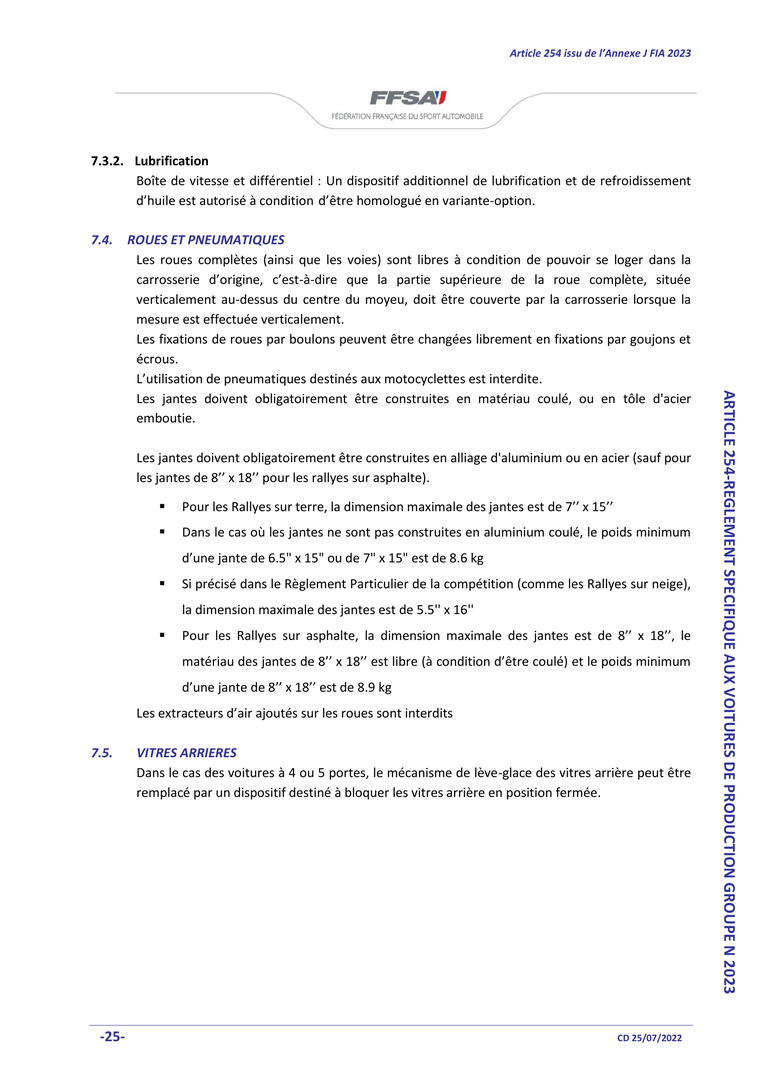 Article 254 issu de l’Annexe J FIA 2023
FFSA
FÉDÉRATION FRANÇAISE DU SPORT AUTOMOBILE
7.3.2. Lubrification
Boîte de vitesse et différentiel : Un dispositif additionnel de lubrification et de refroidissement
d’huile est autorisé à condition d’être homologué en variante-option.
7.4. ROUES ET PNEUMATIQUES
Les roues complètes (ainsi que les voies) sont libres à condition de pouvoir se loger dans la
carrosserie d’origine, c’est-à-dire que la partie supérieure de la roue complète, située
verticalement au-dessus du centre du moyeu, doit être couverte par la carrosserie lorsque la
mesure est effectuée verticalement.
Les fixations de roues par boulons peuvent être changées librement en fixations par goujons et
écrous.
L’utilisation de pneumatiques destinés aux motocyclettes est interdite.
Les jantes doivent obligatoirement être construites en matériau coulé, ou en tôle d'acier
emboutie.
Les jantes doivent obligatoirement être construites en alliage d'aluminium ou en acier (sauf pour
les jantes de 8’’ x 18’’ pour les rallyes sur asphalte).
▪ Pour les Rallyes sur terre, la dimension maximale des jantes est de 7’’ x 15’’
▪ Dans le cas où les jantes ne sont pas construites en aluminium coulé, le poids minimum
d’une jante de 6.5" x 15" ou de 7" x 15" est de 8.6 kg
▪ Si précisé dans le Règlement Particulier de la compétition (comme les Rallyes sur neige),
la dimension maximale des jantes est de 5.5'' x 16''
▪ Pour les Rallyes sur asphalte, la dimension maximale des jantes est de 8’’ x 18’’, le
matériau des jantes de 8’’ x 18’’ est libre (à condition d’être coulé) et le poids minimum
d’une jante de 8’’ x 18’’ est de 8.9 kg
Les extracteurs d’air ajoutés sur les roues sont interdits
7.5. VITRES ARRIERES
Dans le cas des voitures à 4 ou 5 portes, le mécanisme de lève-glace des vitres arrière peut être
remplacé par un dispositif destiné à bloquer les vitres arrière en position fermée.
ARTICLE 254-REGLEMENT SPECIFIQUE AUX VOITURES DE PRODUCTION GROUPE N 2023
-25-
CD 25/07/2022